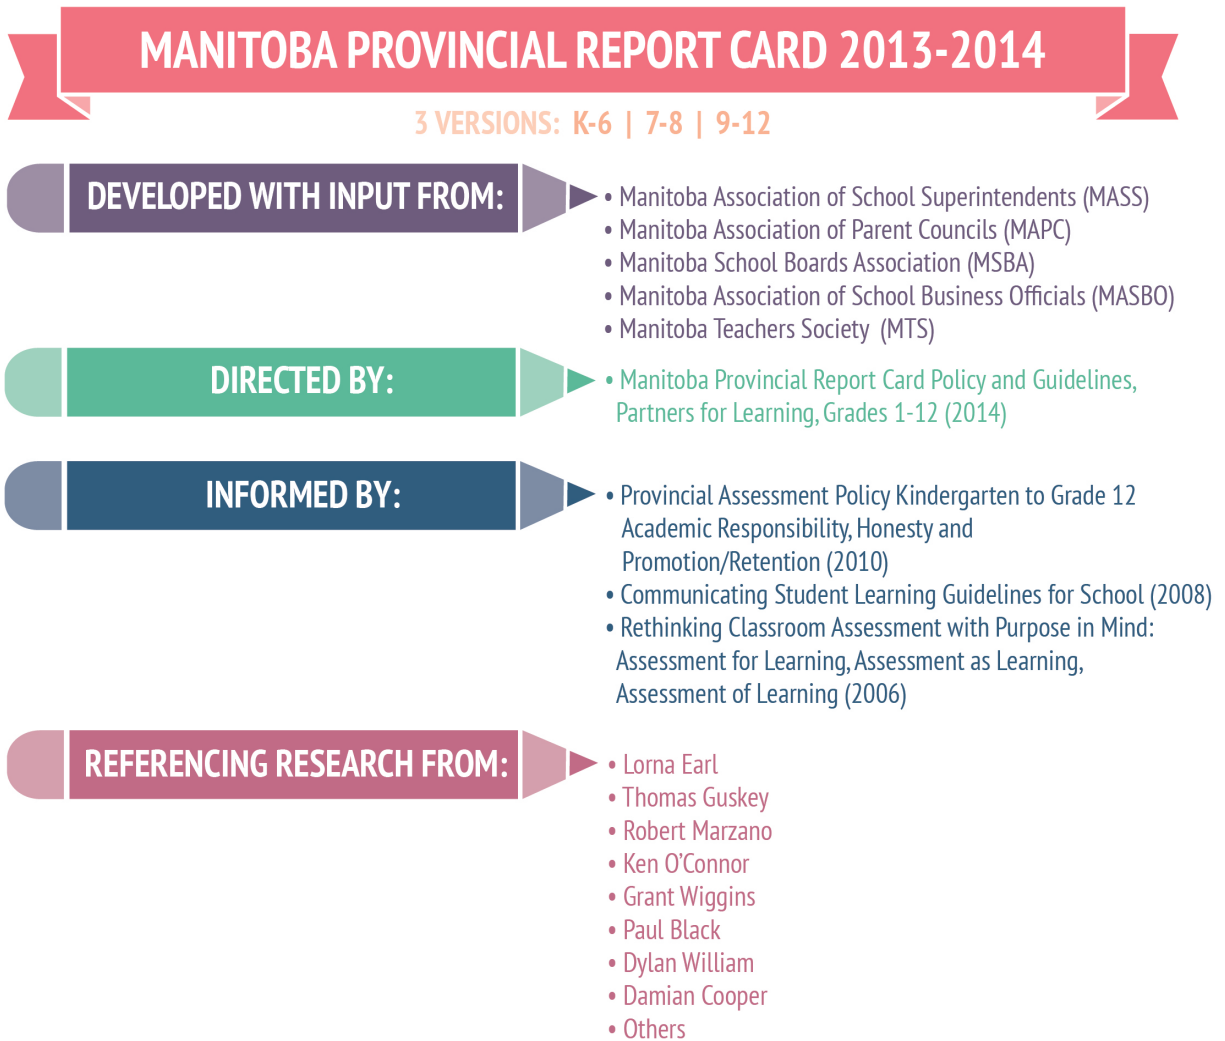 MANITOBA PROVINCIAL REPORT CARD 2013-2014
3 VERSIONS: K-6 | 7-8 | 9-12
DEVELOPED WITH INPUT FROM:
• Manitoba Association of School Superintendents (MASS)
• Manitoba Association of Parent Councils (MAPC)
• Manitoba School Boards Association (MSBA)
• Manitoba Association of School Business Officials (MASBO)
• Manitoba Teachers Society (MTS)
DIRECTED BY:
• Manitoba Provincial Report Card Policy and Guidelines,
Partners for Learning, Grades 1-12 (2014)
INFORMED BY:
• Provincial Assessment Policy Kindergarten to Grade 12
Academic Responsibility, Honesty and
Promotion/Retention (2010)
• Communicating Student Learning Guidelines for School (2008)
• Rethinking Classroom Assessment with Purpose in Mind:
Assessment for Learning, Assessment as Learning,
Assessment of Learning (2006)
REFERENCING RESEARCH FROM:
• Lorna Earl
• Thomas Guskey
• Robert Marzano
• Ken O’Connor
• Grant Wiggins
• Paul Black
• Dylan William
• Damian Cooper
• Others